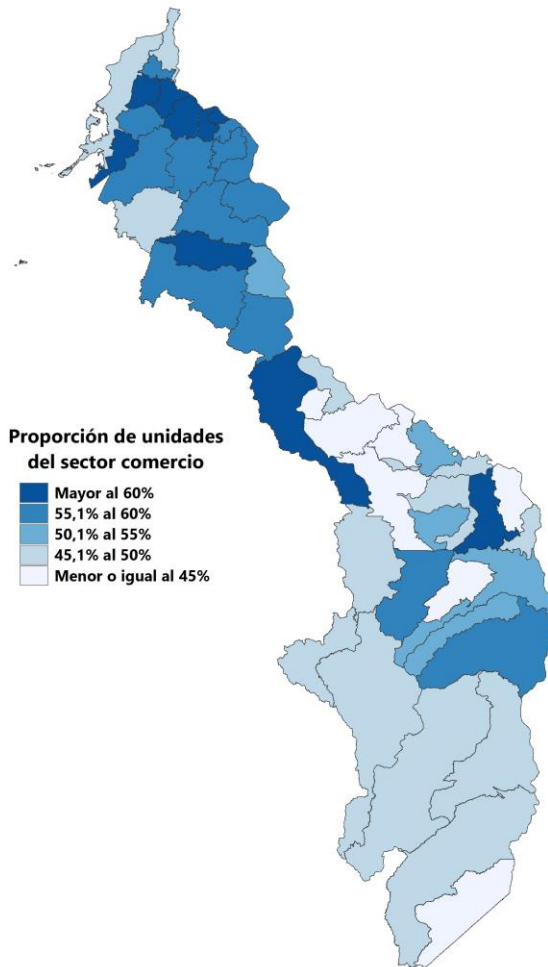 Proporción de unidades
del sector comercio
Mayor al 60%
55,1% al 60%
50,1% al 55%
45,1% al 50%
Menor o igual al 45%